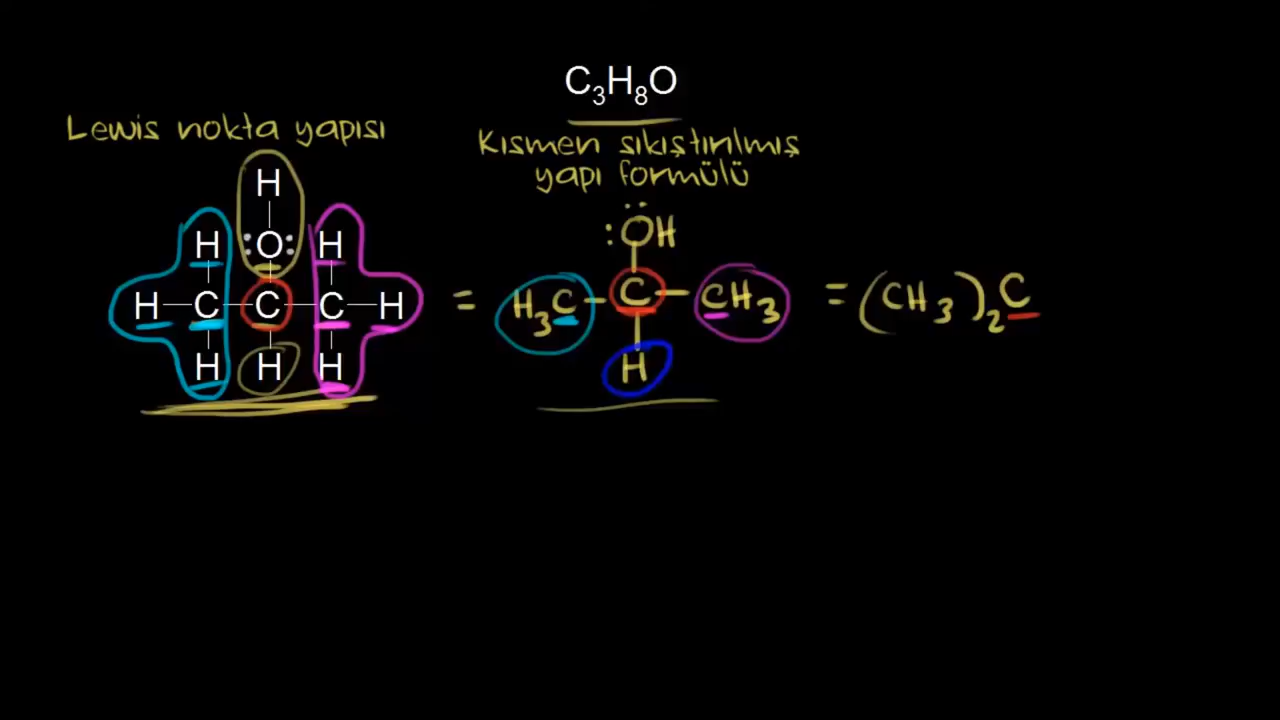 C₃H₈O
Lewis nokta yapısı
Kısmen sıkıştırılmış
yapı formülü
H
H :O: H
H—C—C—C—H
H H H
=
:ÖH
H₃C–C–CH₃
H
= (CH₃)₂C